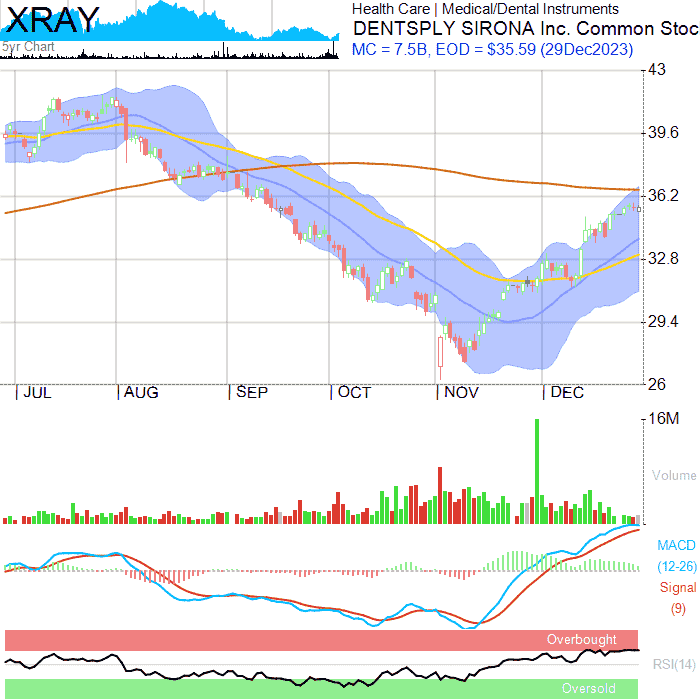 XRAY
5yr Chart
Health Care | Medical/Dental Instruments
DENTSPLY SIRONA Inc. Common Stoc
MC = 7.5B, EOD = $35.59 (29Dec2023)
43
39.6
36.2
32.8
29.4
26
JUL AUG SEP OCT NOV DEC
16M
Volume
MACD
(12-26)
Signal
(9)
Overbought
RSI(14)
Oversold